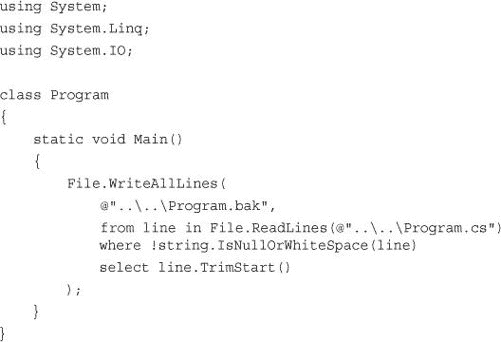 using System;
using System.Linq;
using System.IO;

class Program
{
    static void Main()
    {
        File.WriteAllLines(
            @"..\..\Program.bak",
            from line in File.ReadLines(@"..\..\Program.cs")
            where !string.IsNullOrWhiteSpace(line)
            select line.TrimStart()
        );
    }
}